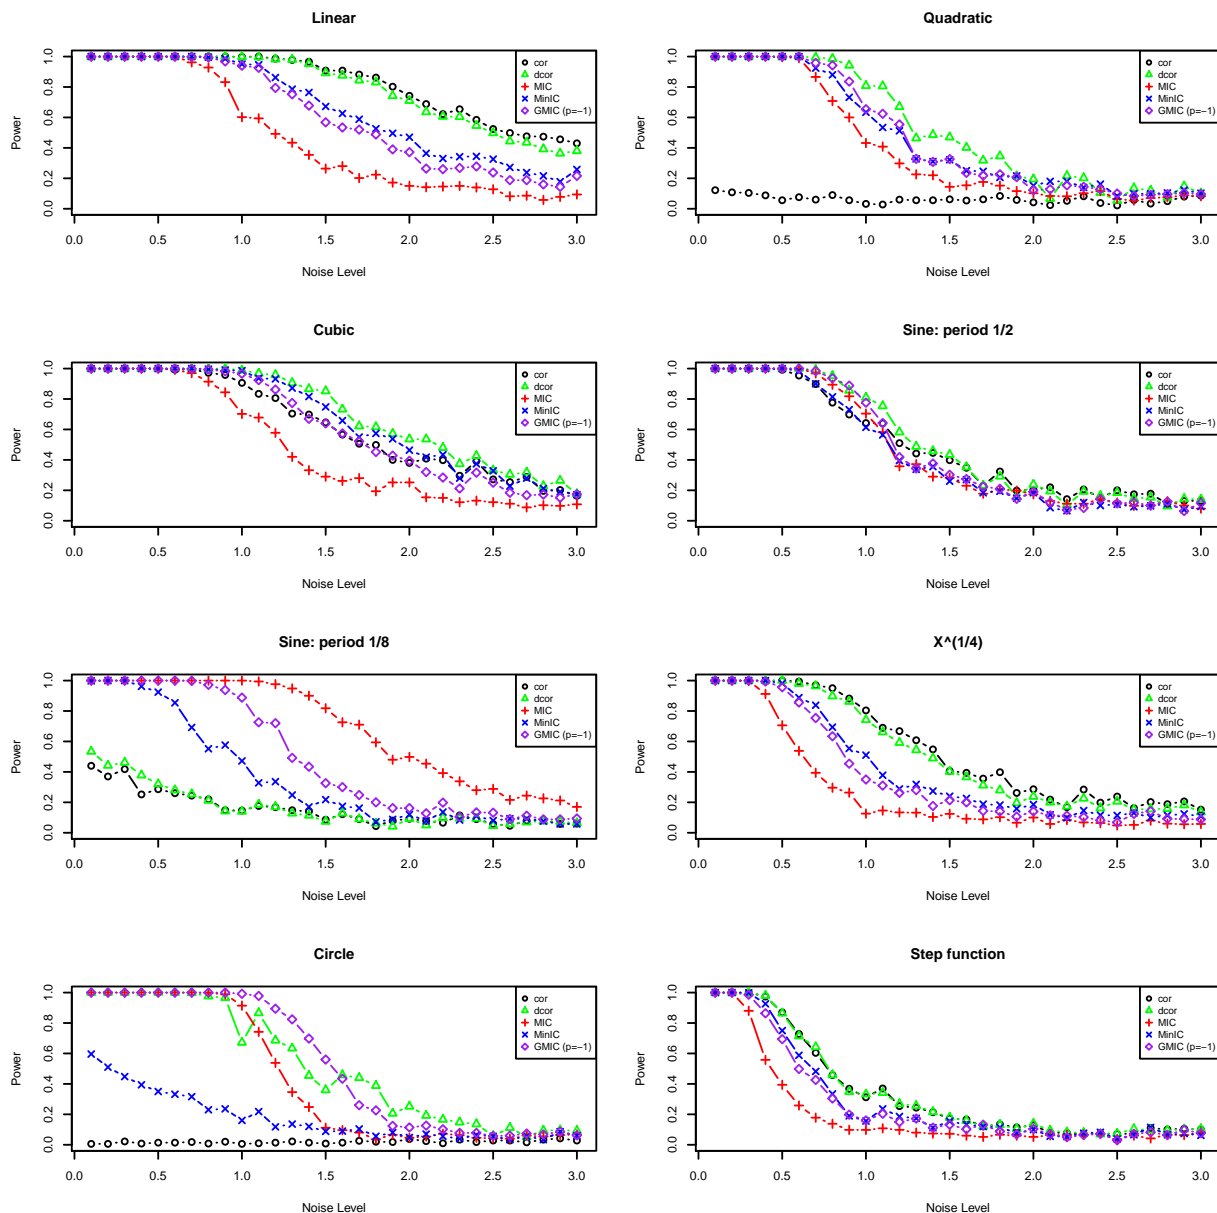 Linear
Power
0.0 0.2 0.4 0.6 0.8 1.0
cor
dcor
MIC
MinIC
GMIC (p=−1)
0.0 0.5 1.0 1.5 2.0 2.5 3.0
Noise Level
Quadratic
Power
0.0 0.2 0.4 0.6 0.8 1.0
cor
dcor
MIC
MinIC
GMIC (p=−1)
0.0 0.5 1.0 1.5 2.0 2.5 3.0
Noise Level
Cubic
Power
0.0 0.2 0.4 0.6 0.8 1.0
cor
dcor
MIC
MinIC
GMIC (p=−1)
0.0 0.5 1.0 1.5 2.0 2.5 3.0
Noise Level
Sine: period 1/2
Power
0.0 0.2 0.4 0.6 0.8 1.0
cor
dcor
MIC
MinIC
GMIC (p=−1)
0.0 0.5 1.0 1.5 2.0 2.5 3.0
Noise Level
Sine: period 1/8
Power
0.0 0.2 0.4 0.6 0.8 1.0
cor
dcor
MIC
MinIC
GMIC (p=−1)
0.0 0.5 1.0 1.5 2.0 2.5 3.0
Noise Level
X^(1/4)
Power
0.0 0.2 0.4 0.6 0.8 1.0
cor
dcor
MIC
MinIC
GMIC (p=−1)
0.0 0.5 1.0 1.5 2.0 2.5 3.0
Noise Level
Circle
Power
0.0 0.2 0.4 0.6 0.8 1.0
cor
dcor
MIC
MinIC
GMIC (p=−1)
0.0 0.5 1.0 1.5 2.0 2.5 3.0
Noise Level
Step function
Power
0.0 0.2 0.4 0.6 0.8 1.0
cor
dcor
MIC
MinIC
GMIC (p=−1)
0.0 0.5 1.0 1.5 2.0 2.5 3.0
Noise Level